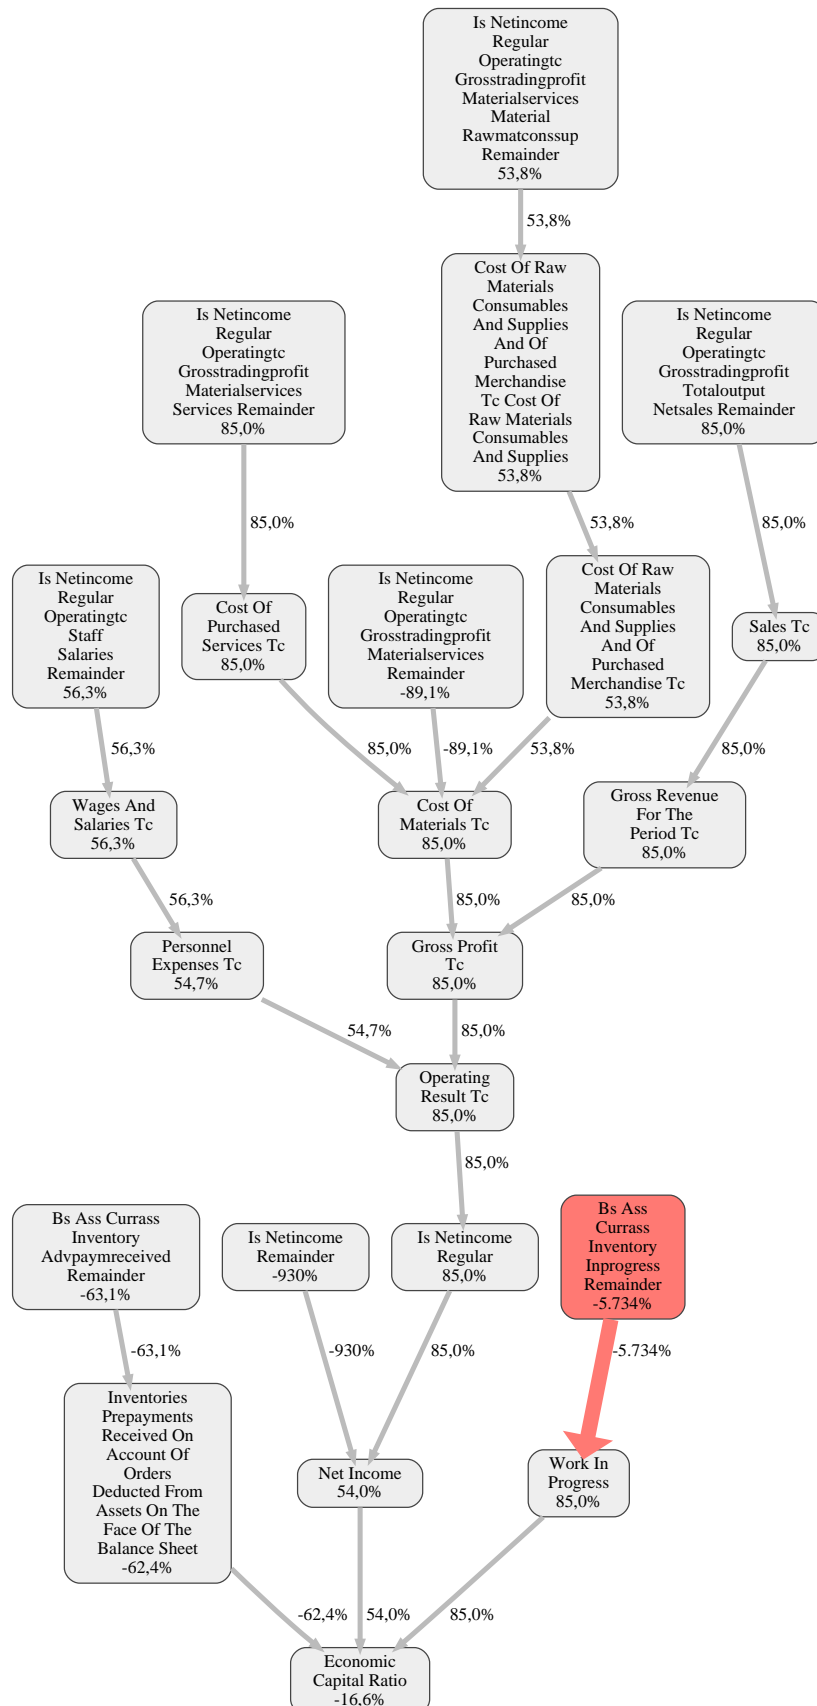 Is Netincome
Regular
Operatingtc
Grosstradingprofit
Materialservices
Material
Rawmatconssup
Remainder
53,8%
53,8%
Cost Of Raw
Materials
Consumables
And Supplies
And Of
Purchased
Merchandise
Tc Cost Of
Raw Materials
Consumables
And Supplies
53,8%
Is Netincome
Regular
Operatingtc
Grosstradingprofit
Materialservices
Services Remainder
85,0%
Is Netincome
Regular
Operatingtc
Grosstradingprofit
Totaloutput
Netsales Remainder
85,0%
85,0%
53,8%
85,0%
Is Netincome
Regular
Operatingtc
Staff
Salaries
Remainder
56,3%
Cost Of
Purchased
Services Tc
85,0%
Is Netincome
Regular
Operatingtc
Grosstradingprofit
Materialservices
Remainder
-89,1%
Cost Of Raw
Materials
Consumables
And Supplies
And Of
Purchased
Merchandise Tc
53,8%
Sales Tc
85,0%
56,3%
85,0%
-89,1%
53,8%
85,0%
Wages And
Salaries Tc
56,3%
Cost Of
Materials Tc
85,0%
Gross Revenue
For The
Period Tc
85,0%
56,3%
85,0%
85,0%
Personnel
Expenses Tc
54,7%
Gross Profit
Tc
85,0%
54,7%
85,0%
Operating
Result Tc
85,0%
85,0%
Bs Ass Currass
Inventory
Advpaymreceived
Remainder
-63,1%
Is Netincome
Remainder
-930%
Is Netincome
Regular
85,0%
Bs Ass
Currass
Inventory
Inprogress
Remainder
-5.734%
-63,1%
-930%
85,0%
-5.734%
Inventories
Prepayments
Received On
Account Of
Orders
Deducted From
Assets On The
Face Of The
Balance Sheet
-62,4%
Net Income
54,0%
Work In
Progress
85,0%
-62,4%
54,0%
85,0%
Economic
Capital Ratio
-16,6%